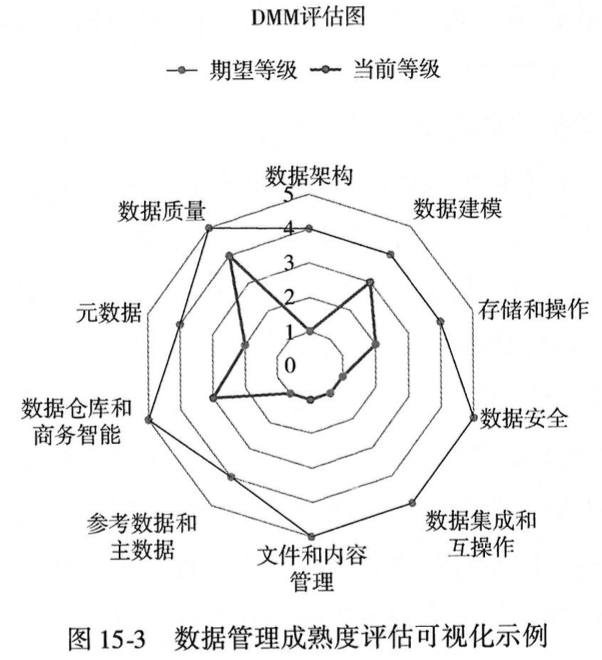 DMM评估图
期望等级 当前等级
数据架构
5
数据质量
数据建模
4
3
元数据
存储和操作
2
1
0
数据仓库和
商务智能
数据安全
参考数据和
主数据
数据集成和
互操作
文件和内容
管理
图 15-3 数据管理成熟度评估可视化示例